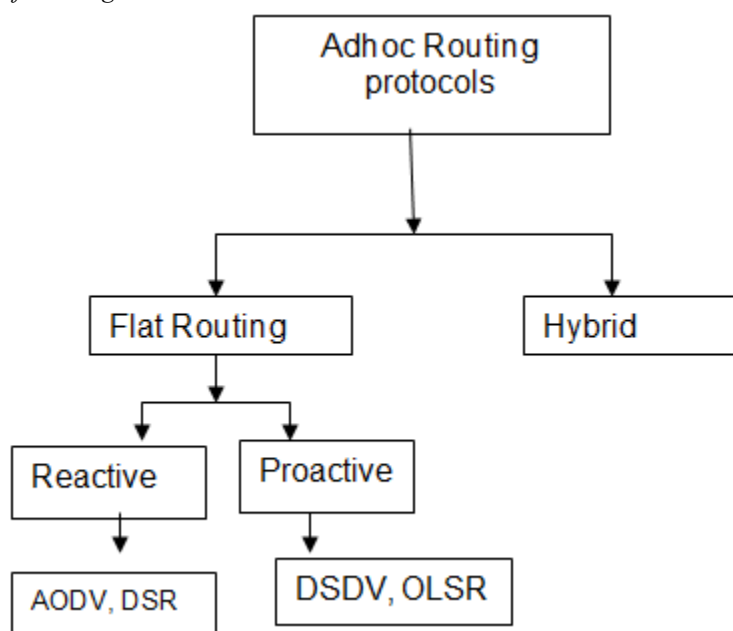 Adhoc Routing
protocols
Flat Routing
Hybrid
Reactive
Proactive
AODV, DSR
DSDV, OLSR